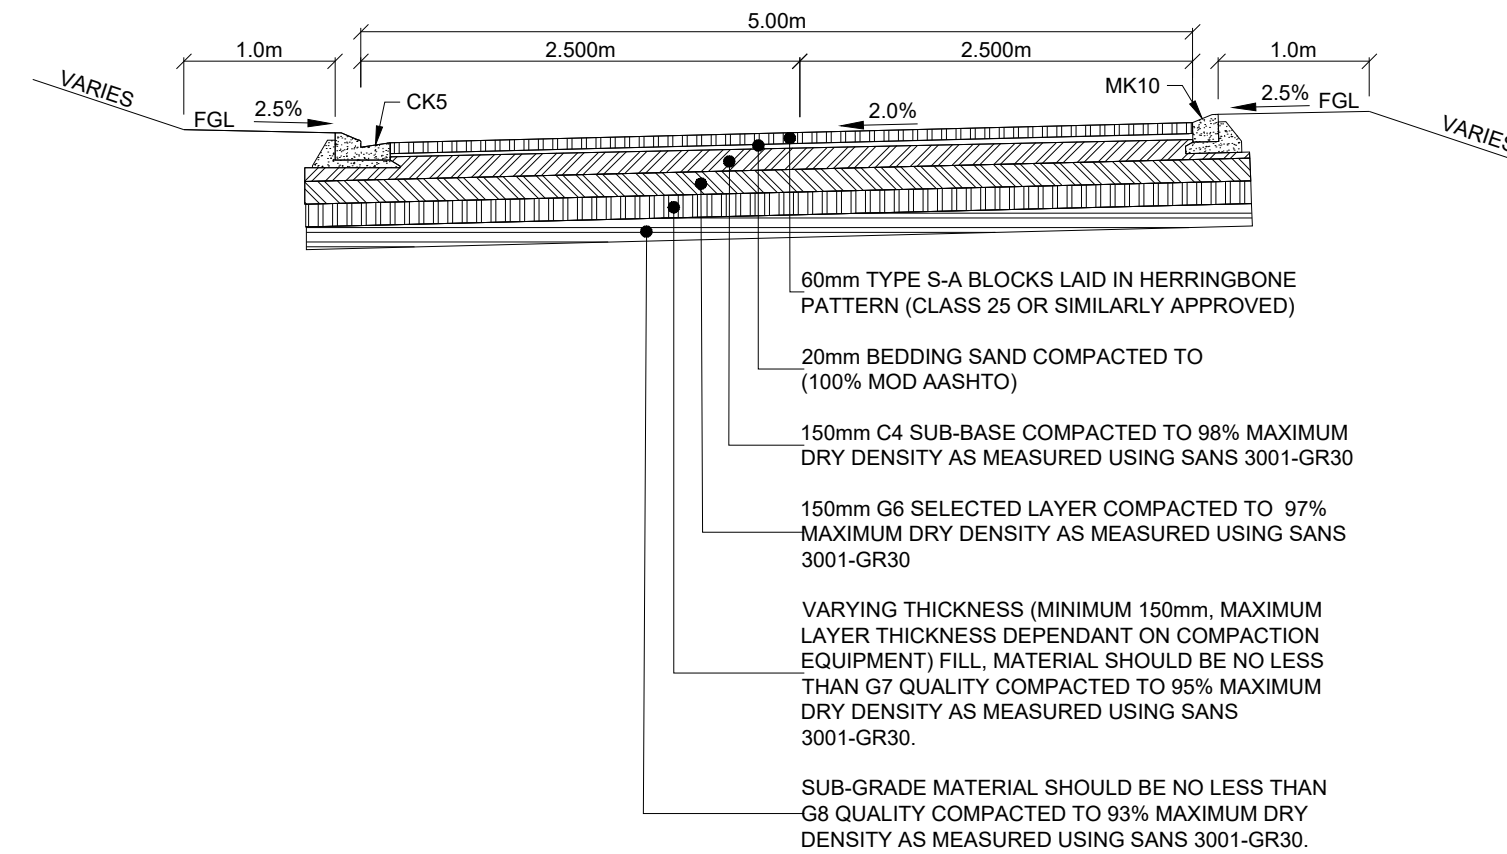 5.00m
1.0m
2.500m
2.500m
1.0m
VARIES
FGL
2.5%
CK5
2.0%
MK10
2.5%
FGL
VARIES
60mm TYPE S-A BLOCKS LAID IN HERRINGBONE
PATTERN (CLASS 25 OR SIMILARLY APPROVED)
20mm BEDDING SAND COMPACTED TO
(100% MOD AASHTO)
150mm C4 SUB-BASE COMPACTED TO 98% MAXIMUM
DRY DENSITY AS MEASURED USING SANS 3001-GR30
150mm G6 SELECTED LAYER COMPACTED TO 97%
MAXIMUM DRY DENSITY AS MEASURED USING SANS
3001-GR30
VARYING THICKNESS (MINIMUM 150mm, MAXIMUM
LAYER THICKNESS DEPENDANT ON COMPACTION
EQUIPMENT) FILL, MATERIAL SHOULD BE NO LESS
THAN G7 QUALITY COMPACTED TO 95% MAXIMUM
DRY DENSITY AS MEASURED USING SANS
3001-GR30.
SUB-GRADE MATERIAL SHOULD BE NO LESS THAN
G8 QUALITY COMPACTED TO 93% MAXIMUM DRY
DENSITY AS MEASURED USING SANS 3001-GR30.